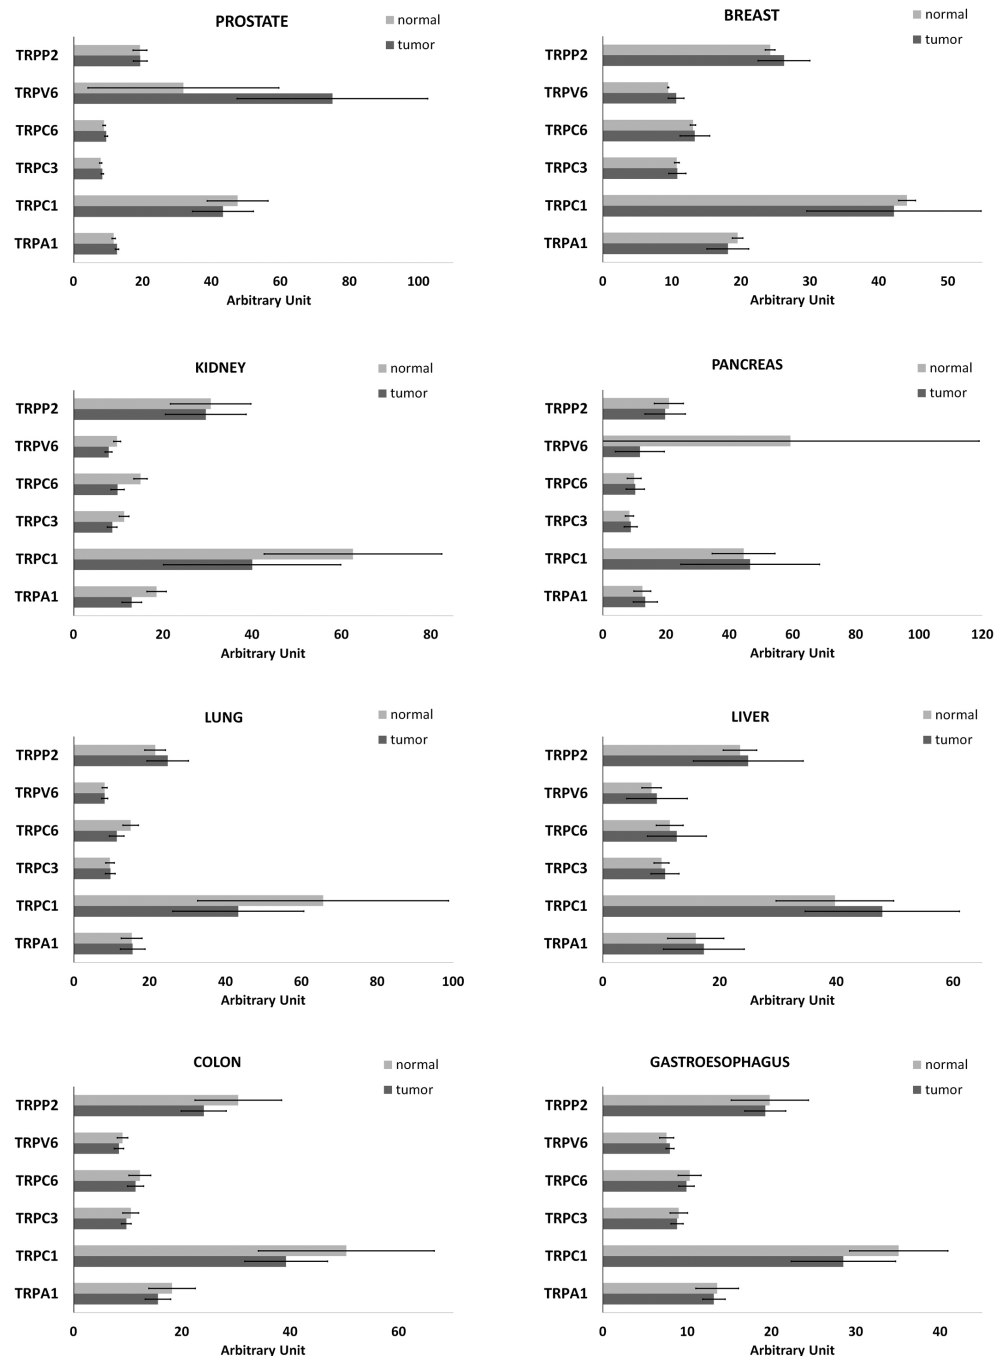 PROSTATE
normal
tumor
TRPP2
TRPV6
TRPC6
TRPC3
TRPC1
TRPA1
0 20 40 60 80 100
Arbitrary Unit
BREAST
normal
tumor
TRPP2
TRPV6
TRPC6
TRPC3
TRPC1
TRPA1
0 10 20 30 40 50
Arbitrary Unit
KIDNEY
normal
tumor
TRPP2
TRPV6
TRPC6
TRPC3
TRPC1
TRPA1
0 20 40 60 80
Arbitrary Unit
PANCREAS
normal
tumor
TRPP2
TRPV6
TRPC6
TRPC3
TRPC1
TRPA1
0 20 40 60 80 100 120
Arbitrary Unit
LUNG
normal
tumor
TRPP2
TRPV6
TRPC6
TRPC3
TRPC1
TRPA1
0 20 40 60 80 100
Arbitrary Unit
LIVER
normal
tumor
TRPP2
TRPV6
TRPC6
TRPC3
TRPC1
TRPA1
0 20 40 60
Arbitrary Unit
COLON
normal
tumor
TRPP2
TRPV6
TRPC6
TRPC3
TRPC1
TRPA1
0 20 40 60
Arbitrary Unit
GASTROESOPHAGUS
normal
tumor
TRPP2
TRPV6
TRPC6
TRPC3
TRPC1
TRPA1
0 10 20 30 40
Arbitrary Unit